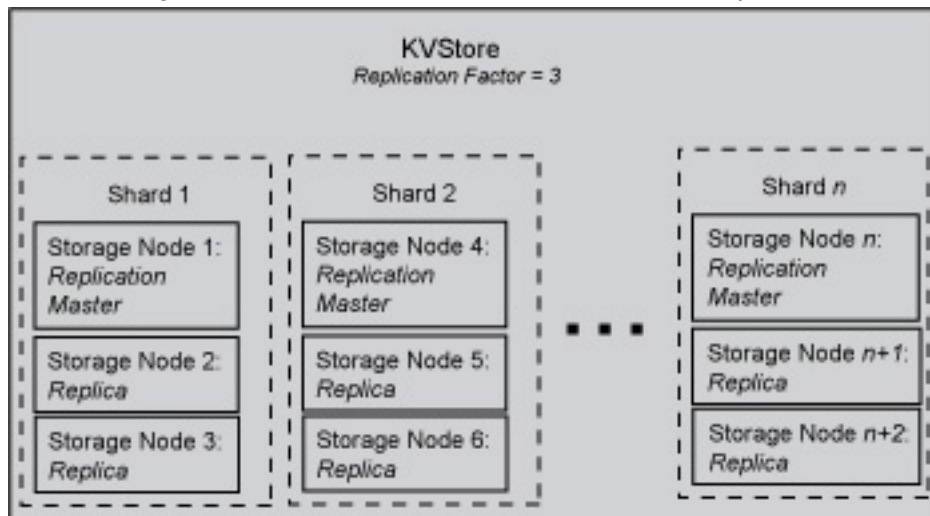 KVStore
Replication Factor = 3
Shard 1
Storage Node 1:
Replication
Master
Storage Node 2:
Replica
Storage Node 3:
Replica
Shard 2
Storage Node 4:
Replication
Master
Storage Node 5:
Replica
Storage Node 6:
Replica
Shard n
Storage Node n:
Replication
Master
Storage Node n+1:
Replica
Storage Node n+2:
Replica